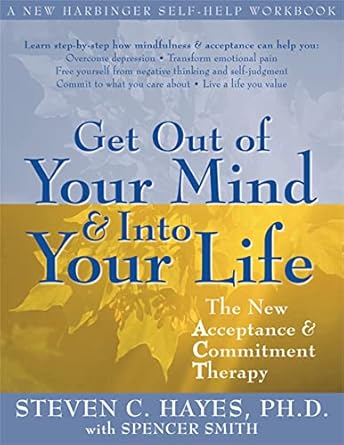 A NEW HARBINGER SELF-HELP WORKBOOK
Learn step-by-step how mindfulness & acceptance can help you:
Overcome depression • Transform emotional pain
Free yourself from negative thinking and self-judgment
Commit to what you care about • Live a life you value
Get Out of
Your Mind
& Into
Your Life
The New
Acceptance &
Commitment
Therapy
STEVEN C. HAYES, PH.D.
with SPENCER SMITH